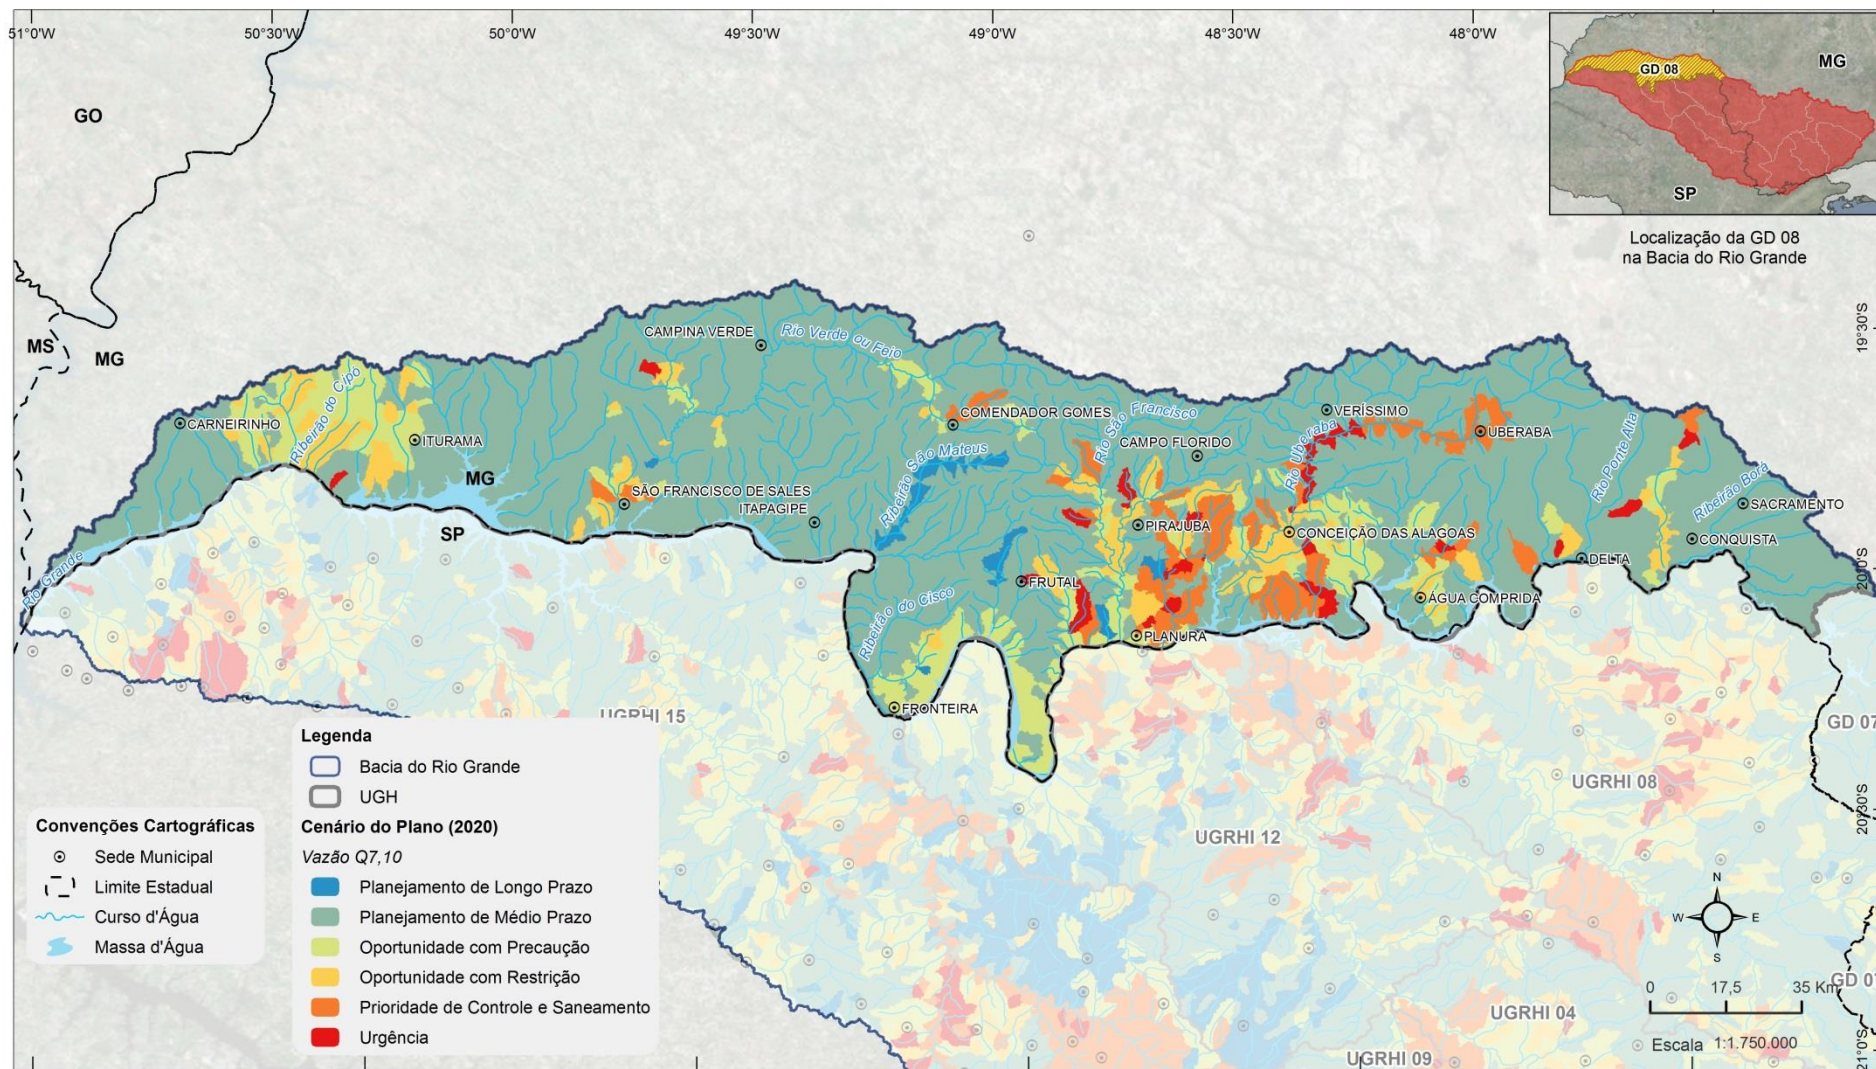 51°0'W
50°30'W
50°0'W
49°30'W
49°0'W
48°30'W
48°0'W
GO
MS
MG
MG
SP
GD 08
MG
SP
Localização da GD 08
na Bacia do Rio Grande
19°30'S
20°0'S
20°30'S
21°0'S
CAMPINA VERDE
Rio Verde ou Feio
CARNEIRINHO
Ribeirão do Cipó
ITURAMA
COMENDADOR GOMES
Rio São Francisco
CAMPO FLORIDO
VERÍSSIMO
Rio Uberaba
UBERABA
Rio Ponte Alta
Ribeirão Borá
SACRAMENTO
Ribeirão São Mateus
SÃO FRANCISCO DE SALES
ITAPAGIPE
PIRAJUBA
CONCEIÇÃO DAS ALAGOAS
CONQUISTA
DELTA
Rio Grande
FRUTAL
Ribeirão do Cisco
ÁGUA COMPRIDA
PLANURA
FRONTEIRA
UGRHI 15
GD 07
UGRHI 08
UGRHI 12
GD 07
UGRHI 04
UGRHI 09
Legenda
Bacia do Rio Grande
UGH
Cenário do Plano (2020)
Vazão Q7,10
Planejamento de Longo Prazo
Planejamento de Médio Prazo
Oportunidade com Precaução
Oportunidade com Restrição
Prioridade de Controle e Saneamento
Urgência
Convenções Cartográficas
Sede Municipal
Limite Estadual
Curso d'Água
Massa d'Água
N
W
E
S
0 17,5 35 Km
Escala 1:1.750.000